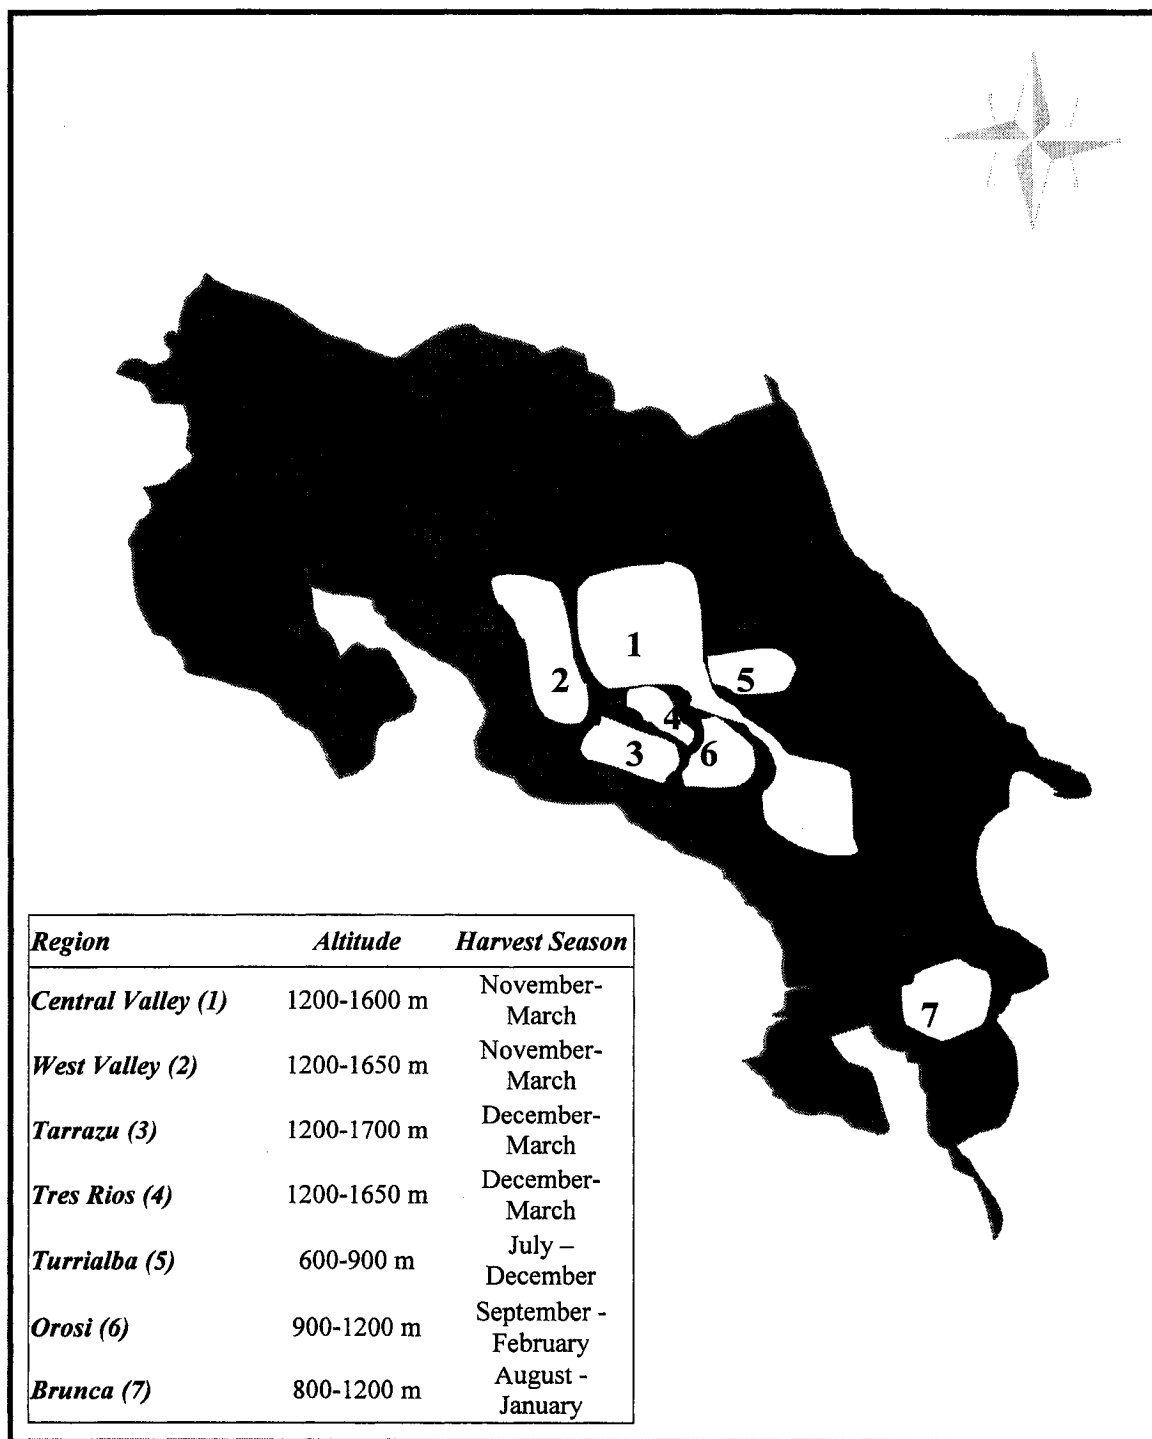 1
2
5
4
3
6
7
Region Altitude Harvest Season
Central Valley (1) 1200-1600 m November-
March
West Valley (2) 1200-1650 m November-
March
Tarrazu (3) 1200-1700 m December-
March
Tres Rios (4) 1200-1650 m December-
March
Turrialba (5) 600-900 m July –
December
Orosi (6) 900-1200 m September -
February
Brunca (7) 800-1200 m August -
January